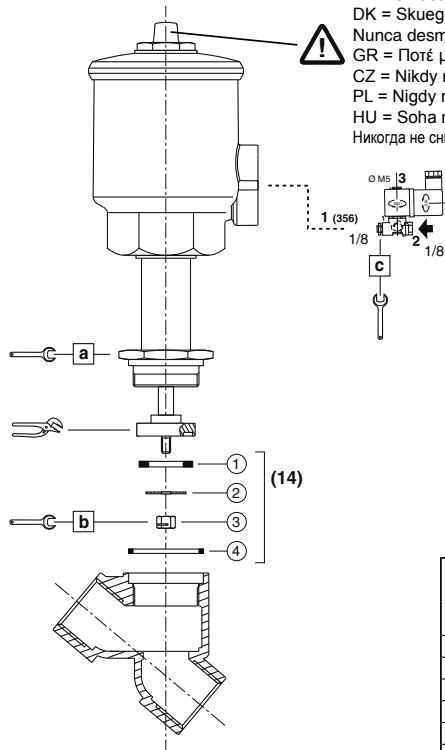 DK = Skueg
Nunca desm
GR = Ποτέ μ
CZ = Nikdy
PL = Nigdy
HU = Soha
Никогда не
Ø M5 3
1 (356)
1/8
2
1/8
c
a
1
2
(14)
b
3
4